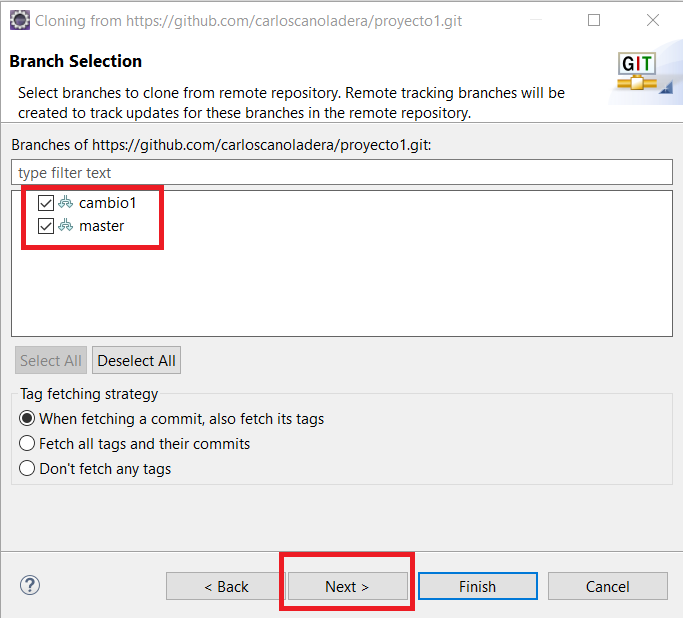 Cloning from https://github.com/carloscanoladera/proyecto1.git
Branch Selection
GIT
Select branches to clone from remote repository. Remote tracking branches will be
created to track updates for these branches in the remote repository.
Branches of https://github.com/carloscanoladera/proyecto1.git:
type filter text
cambio1
master
Select All Deselect All
Tag fetching strategy
When fetching a commit, also fetch its tags
Fetch all tags and their commits
Don't fetch any tags
? < Back Next > Finish Cancel